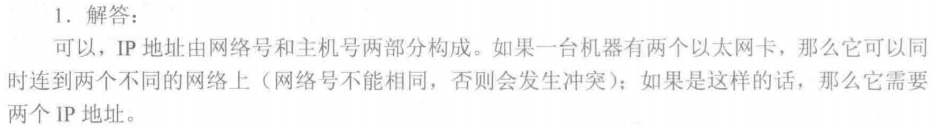 1. 解答：
可以，IP 地址由网络号和主机号两部分构成。如果一台机器有两个以太网卡，那么它可以同
时连到两个不同的网络上（网络号不能相同，否则会发生冲突）；如果是这样的话，那么它需要
两个 IP 地址。